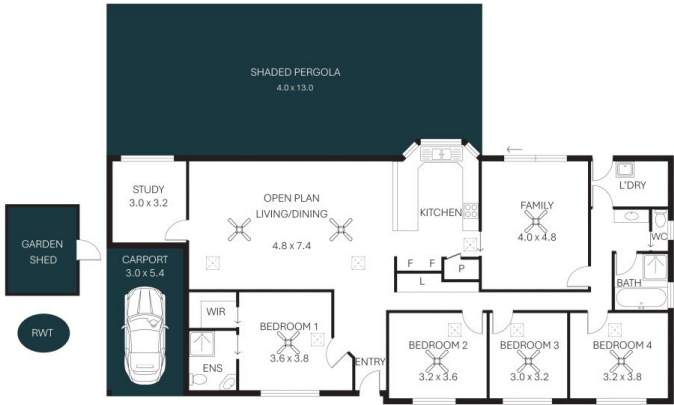 SHADED PERGOLA
4.0 x 13.0
STUDY
3.0 x 3.2
OPEN PLAN
LIVING/DINING
4.8 x 7.4
KITCHEN
FAMILY
4.0 x 4.8
L'DRY
WC
BATH
GARDEN
SHED
CARPORT
3.0 x 5.4
F F
P
L
RWT
WIR
ENS
BEDROOM 1
3.6 x 3.8
ENTRY
BEDROOM 2
3.2 x 3.6
BEDROOM 3
3.0 x 3.2
BEDROOM 4
3.2 x 3.8